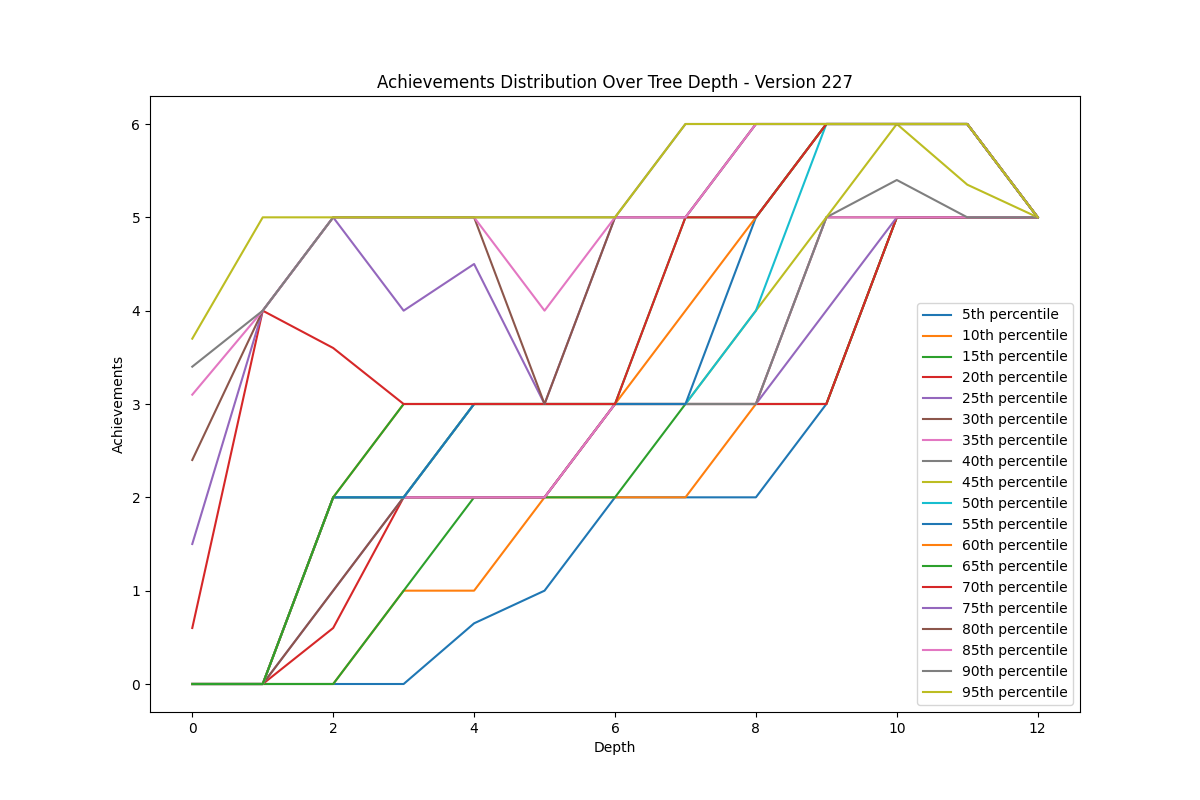 Achievements Distribution Over Tree Depth - Version 227
Achievements
6
5
4
3
2
1
0
0 2 4 6 8 10 12
Depth
5th percentile
10th percentile
15th percentile
20th percentile
25th percentile
30th percentile
35th percentile
40th percentile
45th percentile
50th percentile
55th percentile
60th percentile
65th percentile
70th percentile
75th percentile
80th percentile
85th percentile
90th percentile
95th percentile